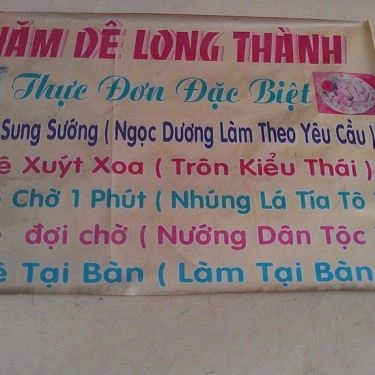 DÊ LONG THÀNH
Thực Đơn Đặc Biệt
Sung Sướng ( Ngọc Dương Làm Theo Yêu Cầu )
Xuýt Xoa ( Trộn Kiểu Thái )
Chờ 1 Phút ( Nhúng Lá Tía Tô
đợi chờ ( Nướng Dân Tộc
Tại Bàn ( Làm Tại Bàn